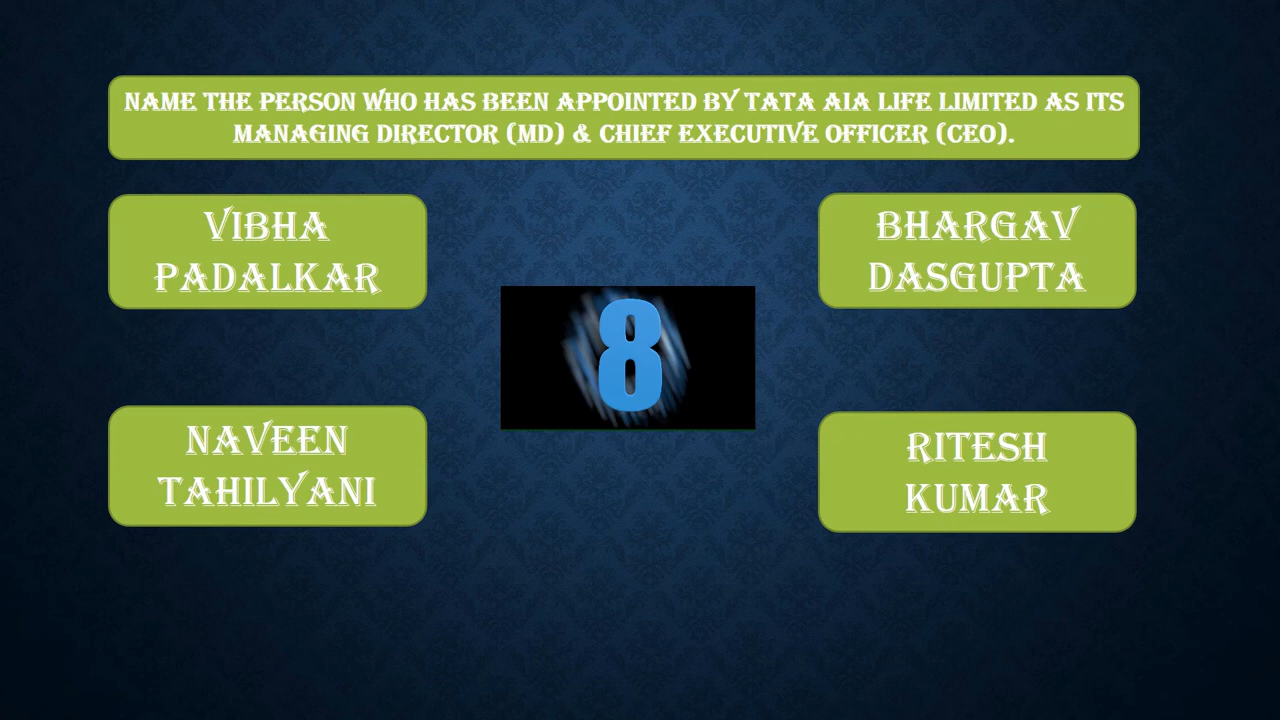 NAME THE PERSON WHO HAS BEEN APPOINTED BY TATA AIA LIFE LIMITED AS ITS
MANAGING DIRECTOR (MD) & CHIEF EXECUTIVE OFFICER (CEO).
VIBHA
PADALKAR
BHARGAV
DASGUPTA
8
NAVEEN
TAHILYANI
RITESH
KUMAR